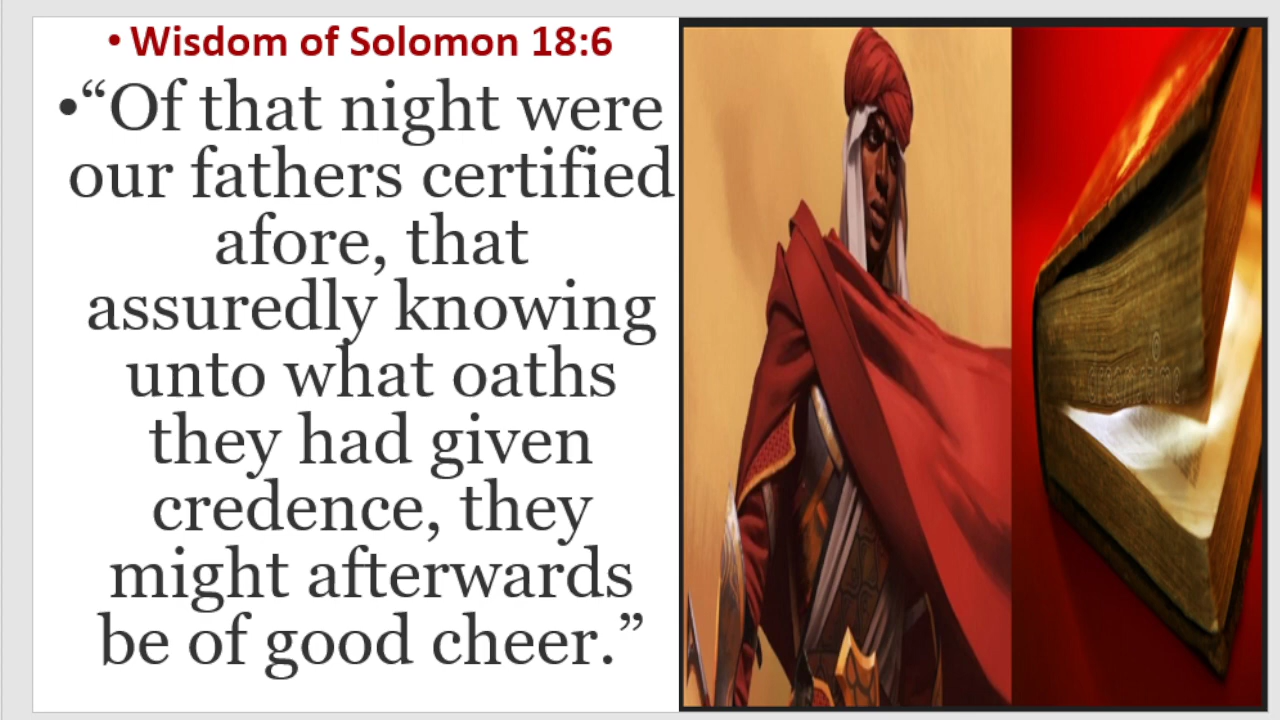 • Wisdom of Solomon 18:6
•“Of that night were
our fathers certified
afore, that
assuredly knowing
unto what oaths
they had given
credence, they
might afterwards
be of good cheer.”
dreamstime